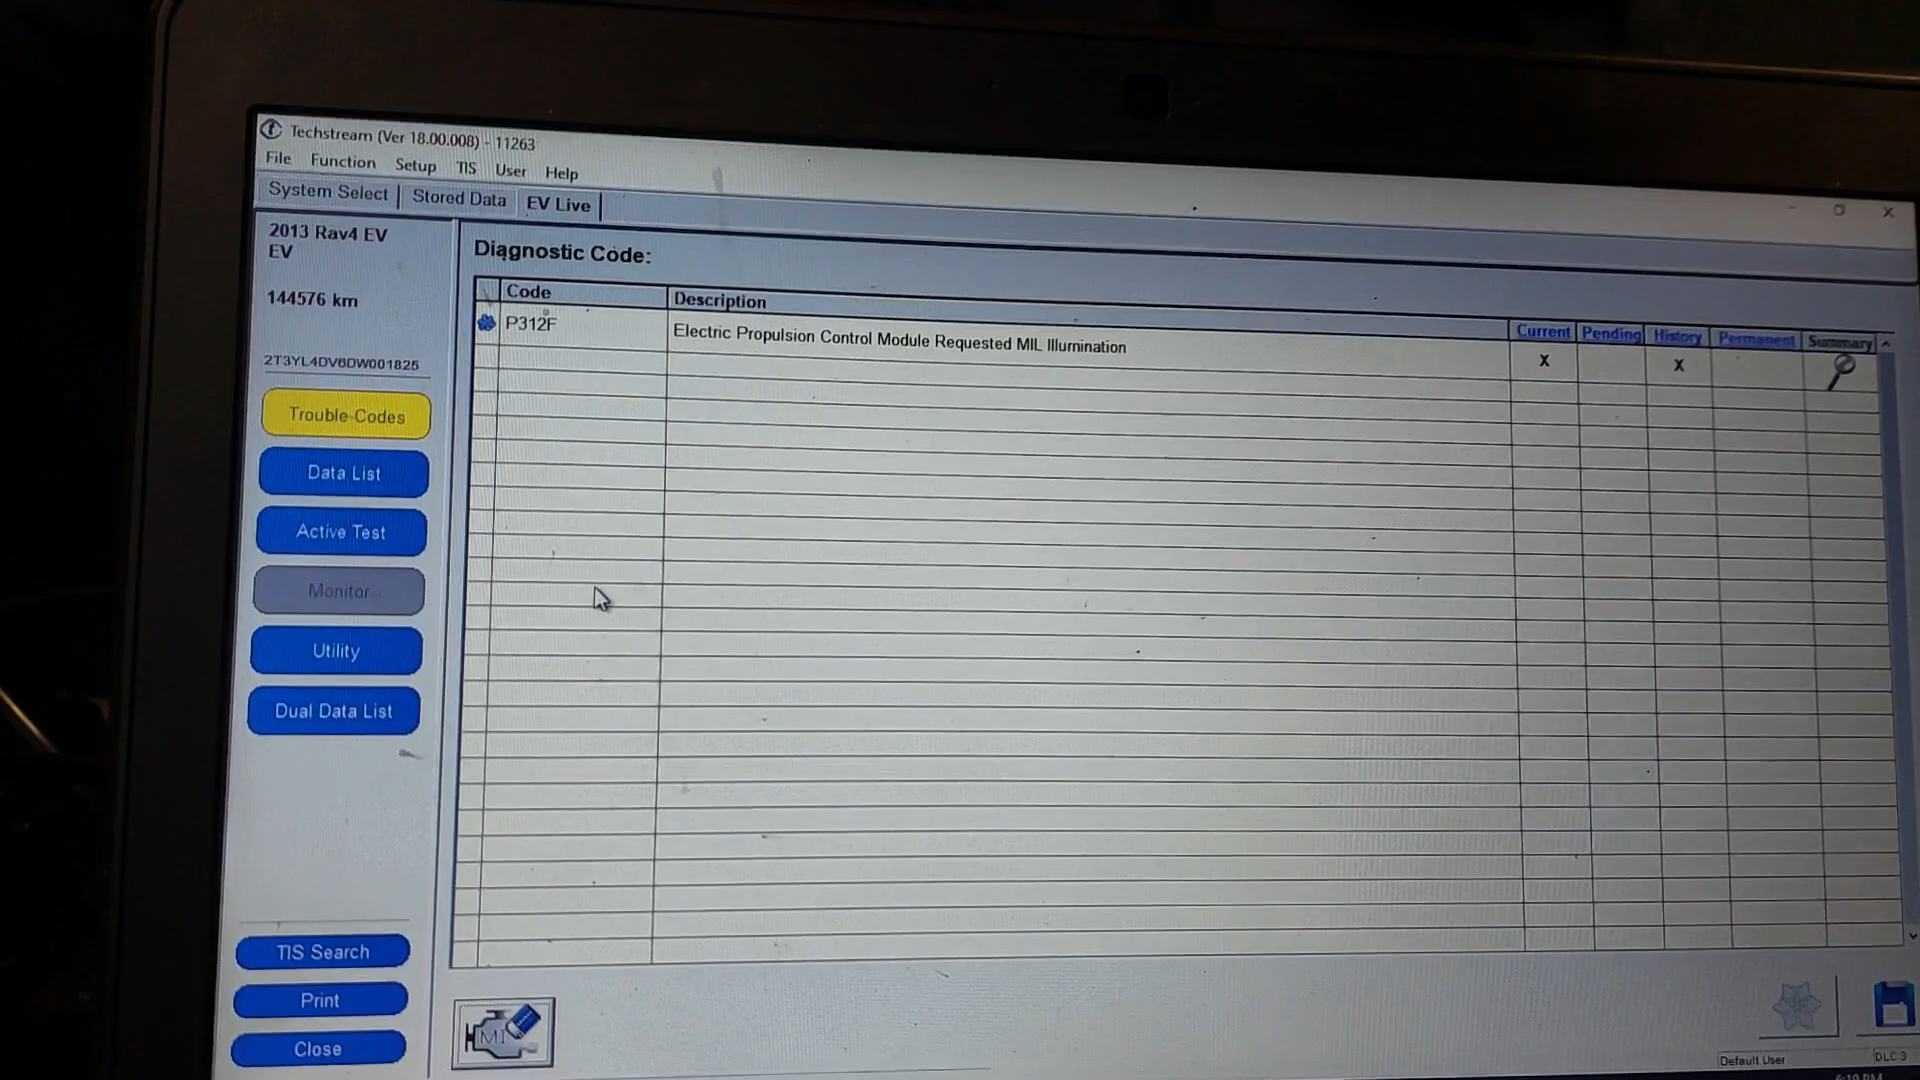 Techstream (Ver 18.00.008) - 11263
File Function Setup TIS User Help
System Select Stored Data EV Live
2013 Rav4 EV
EV
144576 km
2T3YL4DV6DW001825
Trouble Codes
Data List
Active Test
Monitor
Utility
Dual Data List
TIS Search
Print
Close
Diagnostic Code:
Code Description Current Pending History Permanent Summary
P312F Electric Propulsion Control Module Requested MIL Illumination X X
MI
Default User DLC 3